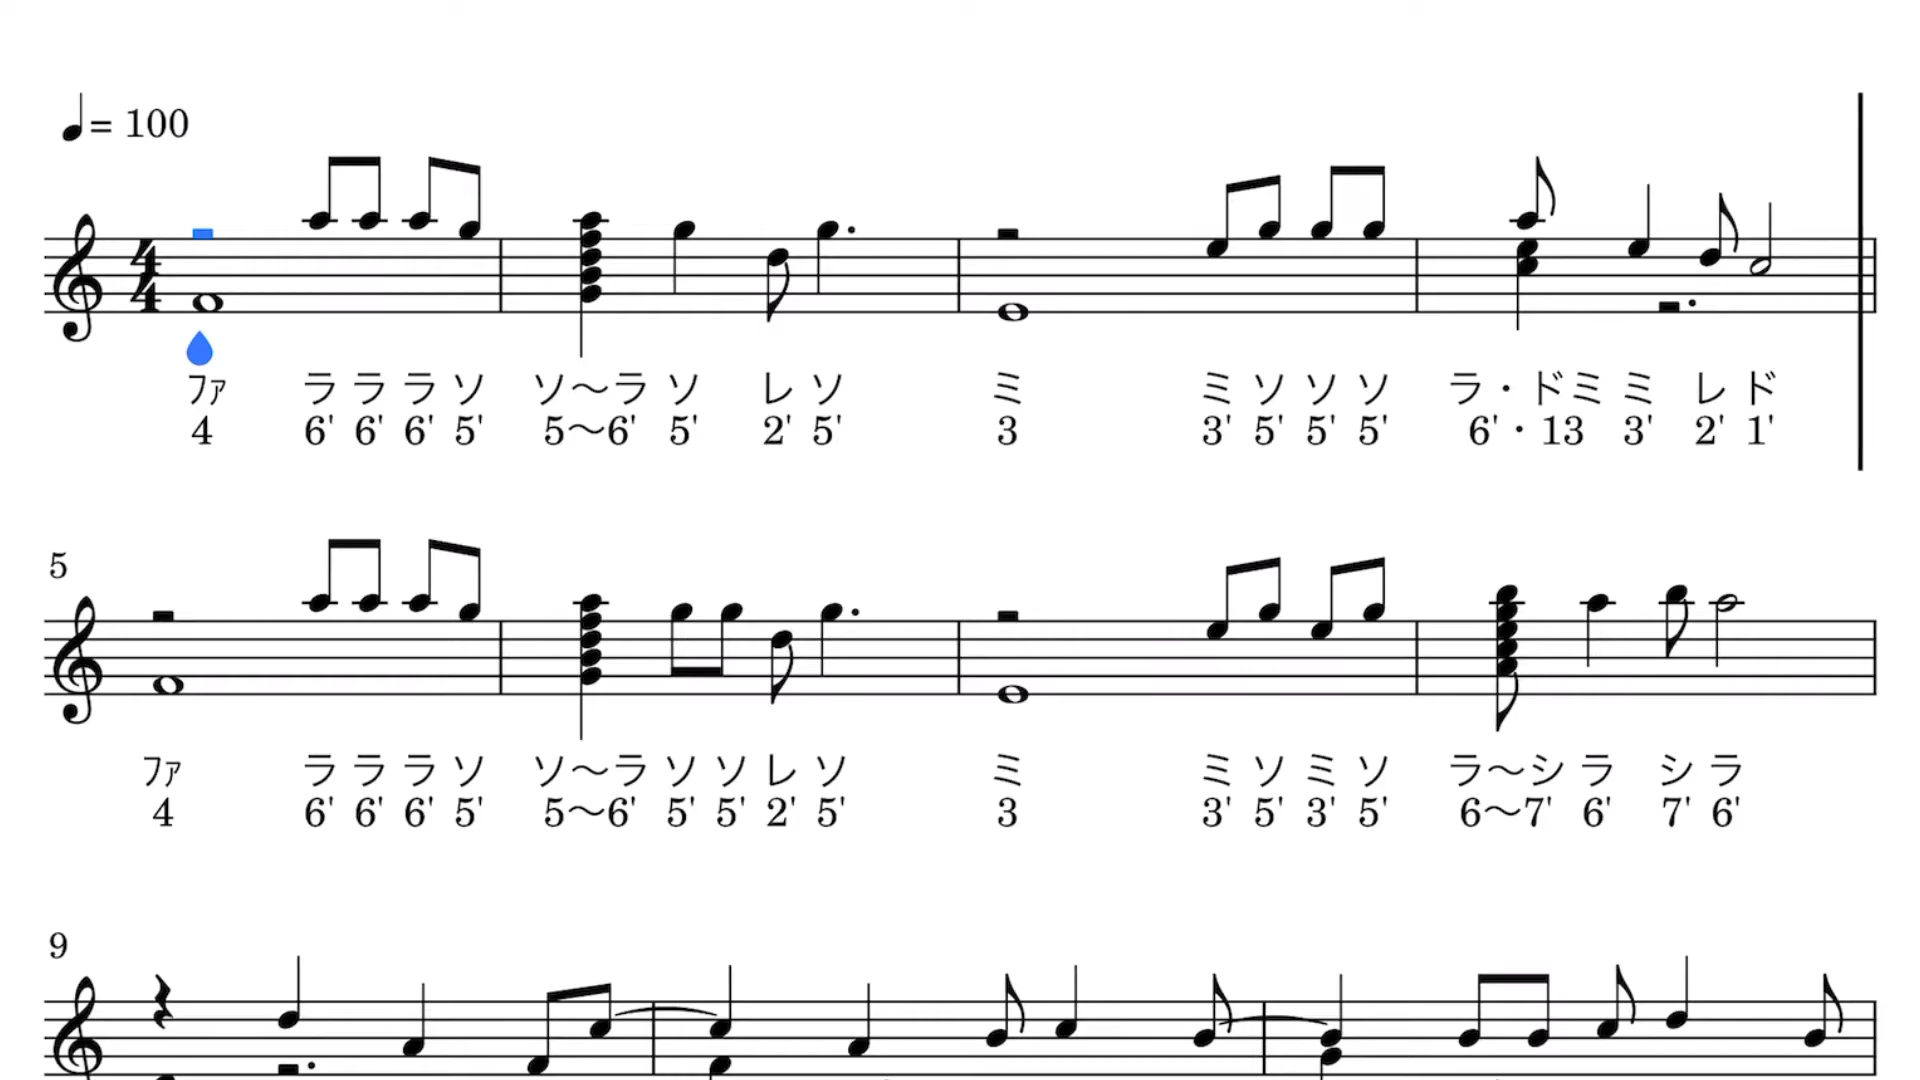 = 100
ファ ラ ラ ラ ソ ソ〜ラ ソ レ ソ ミ ミ ソ ソ ソ ラ・ドミ ミ レ ド
4 6' 6' 6' 5' 5〜6' 5' 2' 5' 3 3' 5' 5' 5' 6'・13 3' 2' 1'
5
ファ ラ ラ ラ ソ ソ〜ラ ソ ソ レ ソ ミ ミ ソ ミ ソ ラ〜シ ラ シ ラ
4 6' 6' 6' 5' 5〜6' 5' 5' 2' 5' 3 3' 5' 3' 5' 6〜7' 6' 7' 6'
9